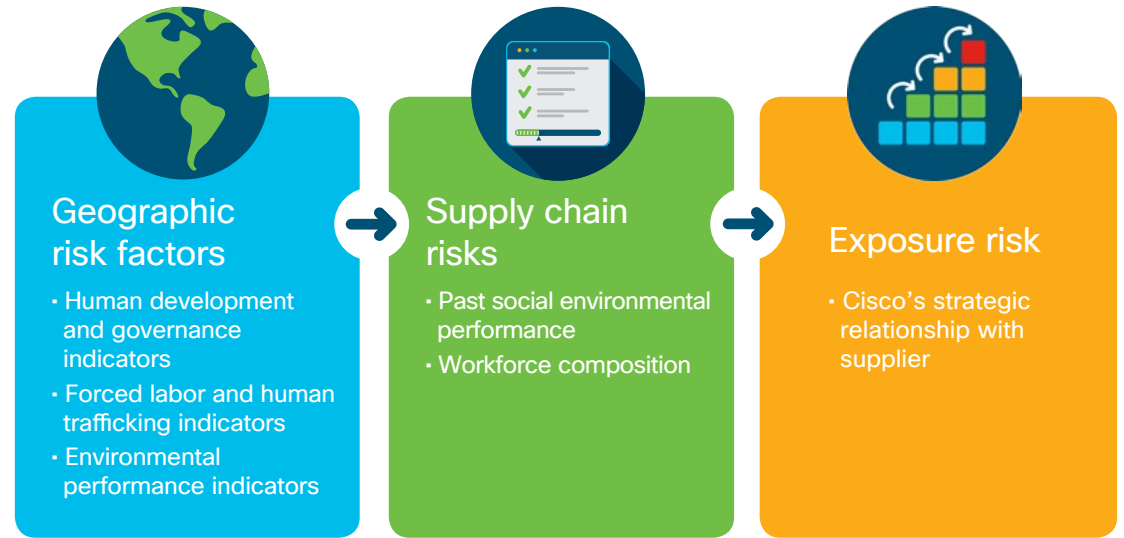 Geographic
risk factors
· Human development
and governance
indicators
· Forced labor and human
trafficking indicators
· Environmental
performance indicators
Supply chain
risks
· Past social environmental
performance
· Workforce composition
Exposure risk
· Cisco’s strategic
relationship with
supplier